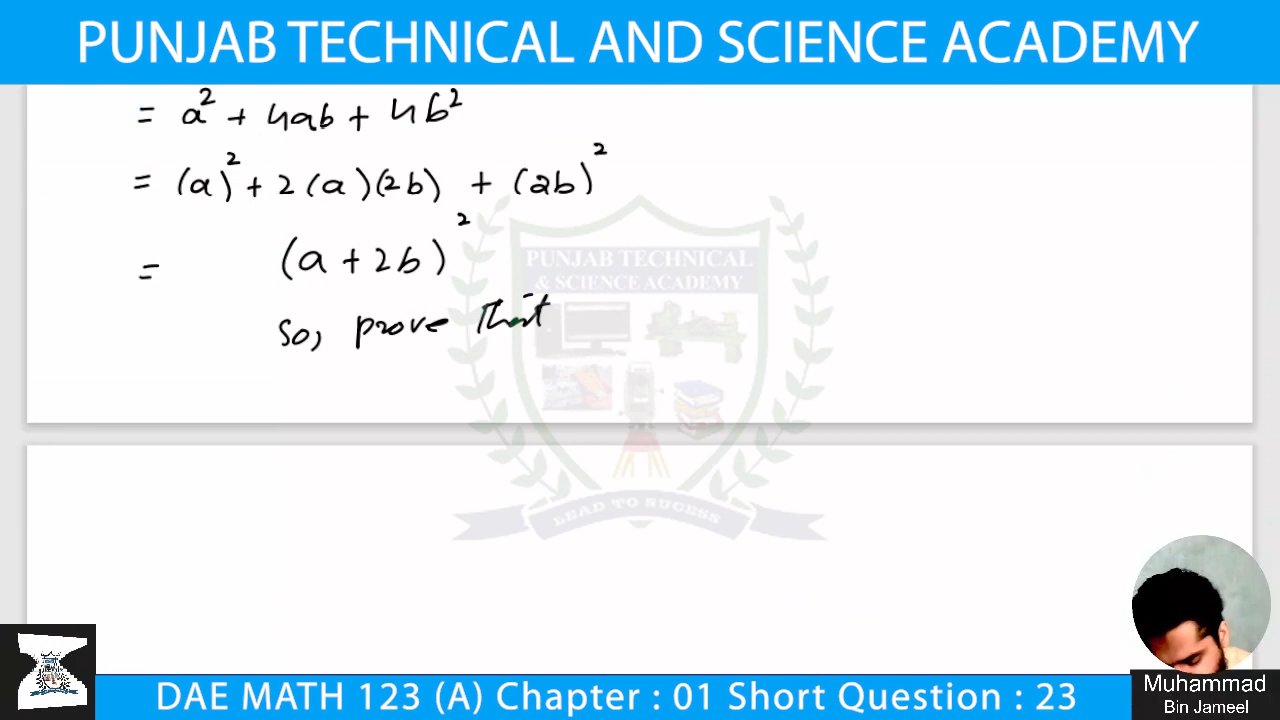 PUNJAB TECHNICAL AND SCIENCE ACADEMY
= a² + 4ab + 4b²
= (a)² + 2(a)(2b) + (2b)²
= (a + 2b)²
So, prove that
PUNJAB TECHNICAL
& SCIENCE ACADEMY
LEAD TO SUCESS
Muhammad
Bin Jameel
DAE MATH 123 (A) Chapter : 01 Short Question : 23